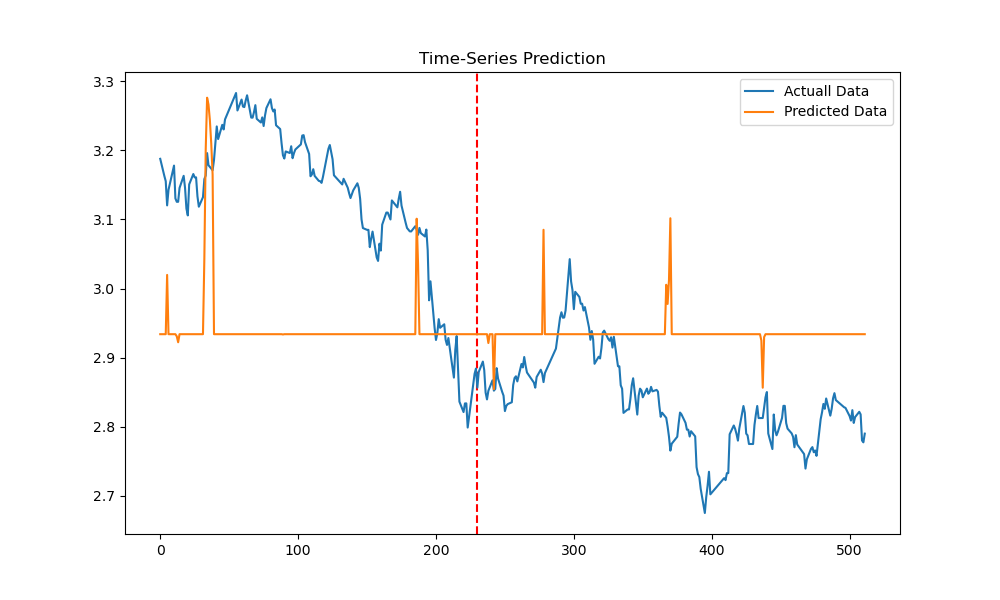 Time-Series Prediction
Actuall Data
Predicted Data
3.3
3.2
3.1
3.0
2.9
2.8
2.7
0 100 200 300 400 500